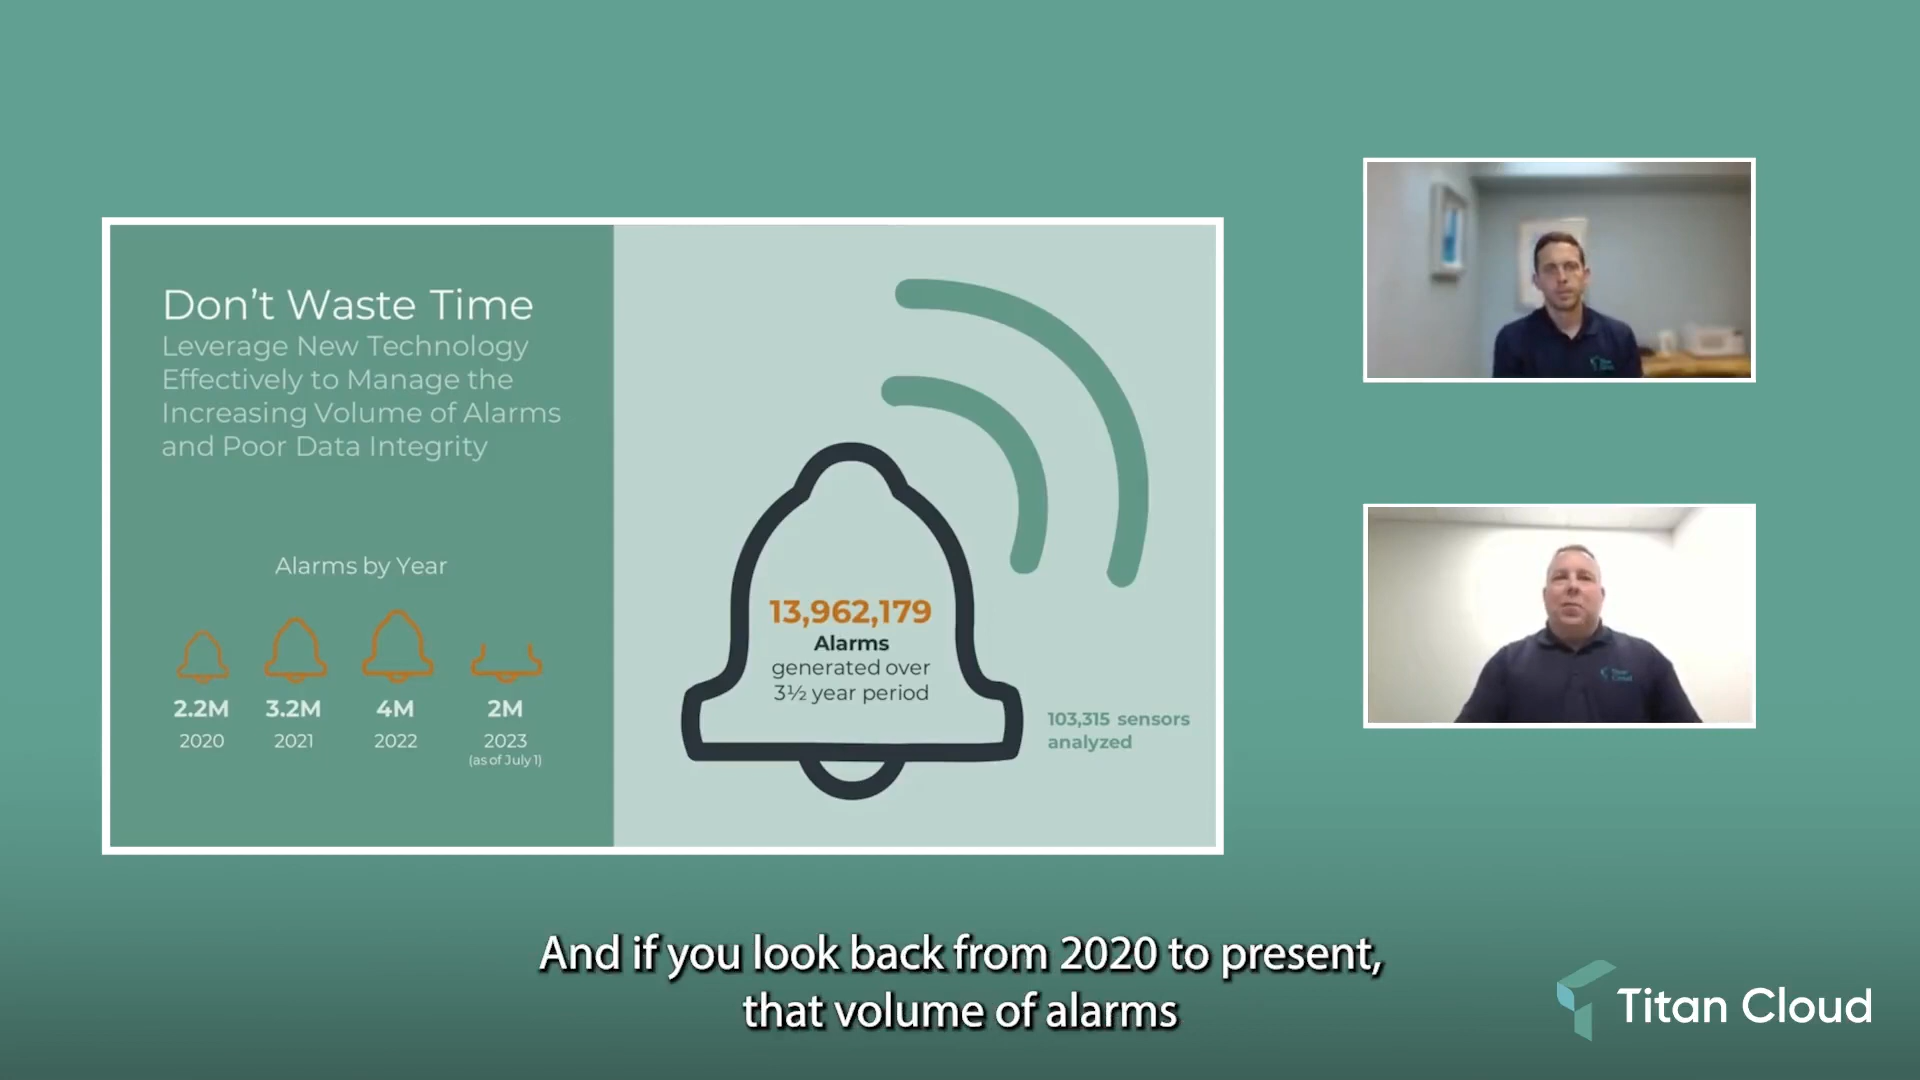 Don't Waste Time
Leverage New Technology
Effectively to Manage the
Increasing Volume of Alarms
and Poor Data Integrity
Alarms by Year
2.2M
3.2M
4M
2M
2020
2021
2022
2023
(as of July 1)
13,962,179
Alarms
generated over
3½ year period
103,315 sensors
analyzed
Titan
Cloud
And if you look back from 2020 to present,
that volume of alarms
Titan Cloud